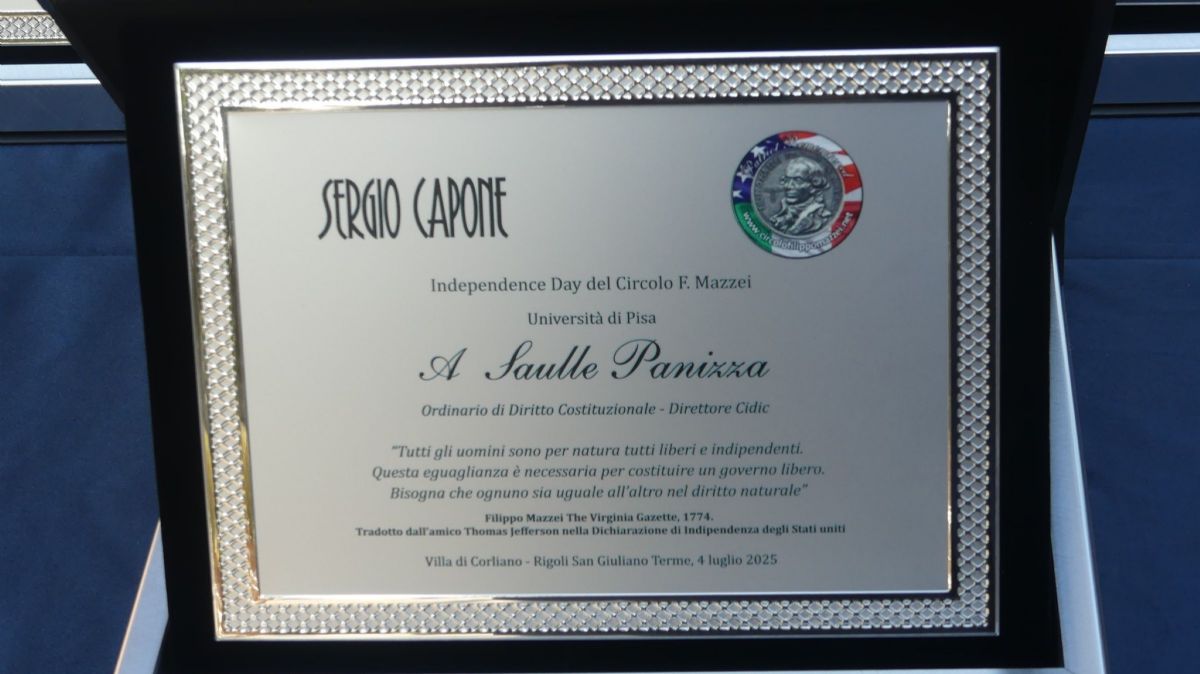 SERGIO CAPONE
www.circolofilippomazzei.net
Independence Day del Circolo F. Mazzei
Università di Pisa
A Saulle Panizza
Ordinario di Diritto Costituzionale - Direttore Cidic
“Tutti gli uomini sono per natura tutti liberi e indipendenti.
Questa eguaglianza è necessaria per costituire un governo libero.
Bisogna che ognuno sia uguale all’altro nel diritto naturale”
Filippo Mazzei The Virginia Gazette, 1774.
Tradotto dall’amico Thomas Jefferson nella Dichiarazione di Indipendenza degli Stati uniti
Villa di Corliano - Rigoli San Giuliano Terme, 4 luglio 2025